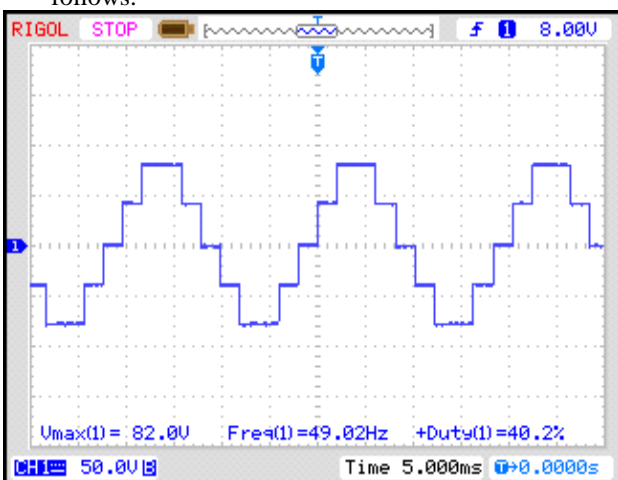 follows:
RIGOL STOP T f 1 8.00V
T
1
Vmax(1)= 82.0V Freq(1)=49.02Hz +Duty(1)=40.2%
CH1 50.0V B Time 5.000ms T→0.0000s